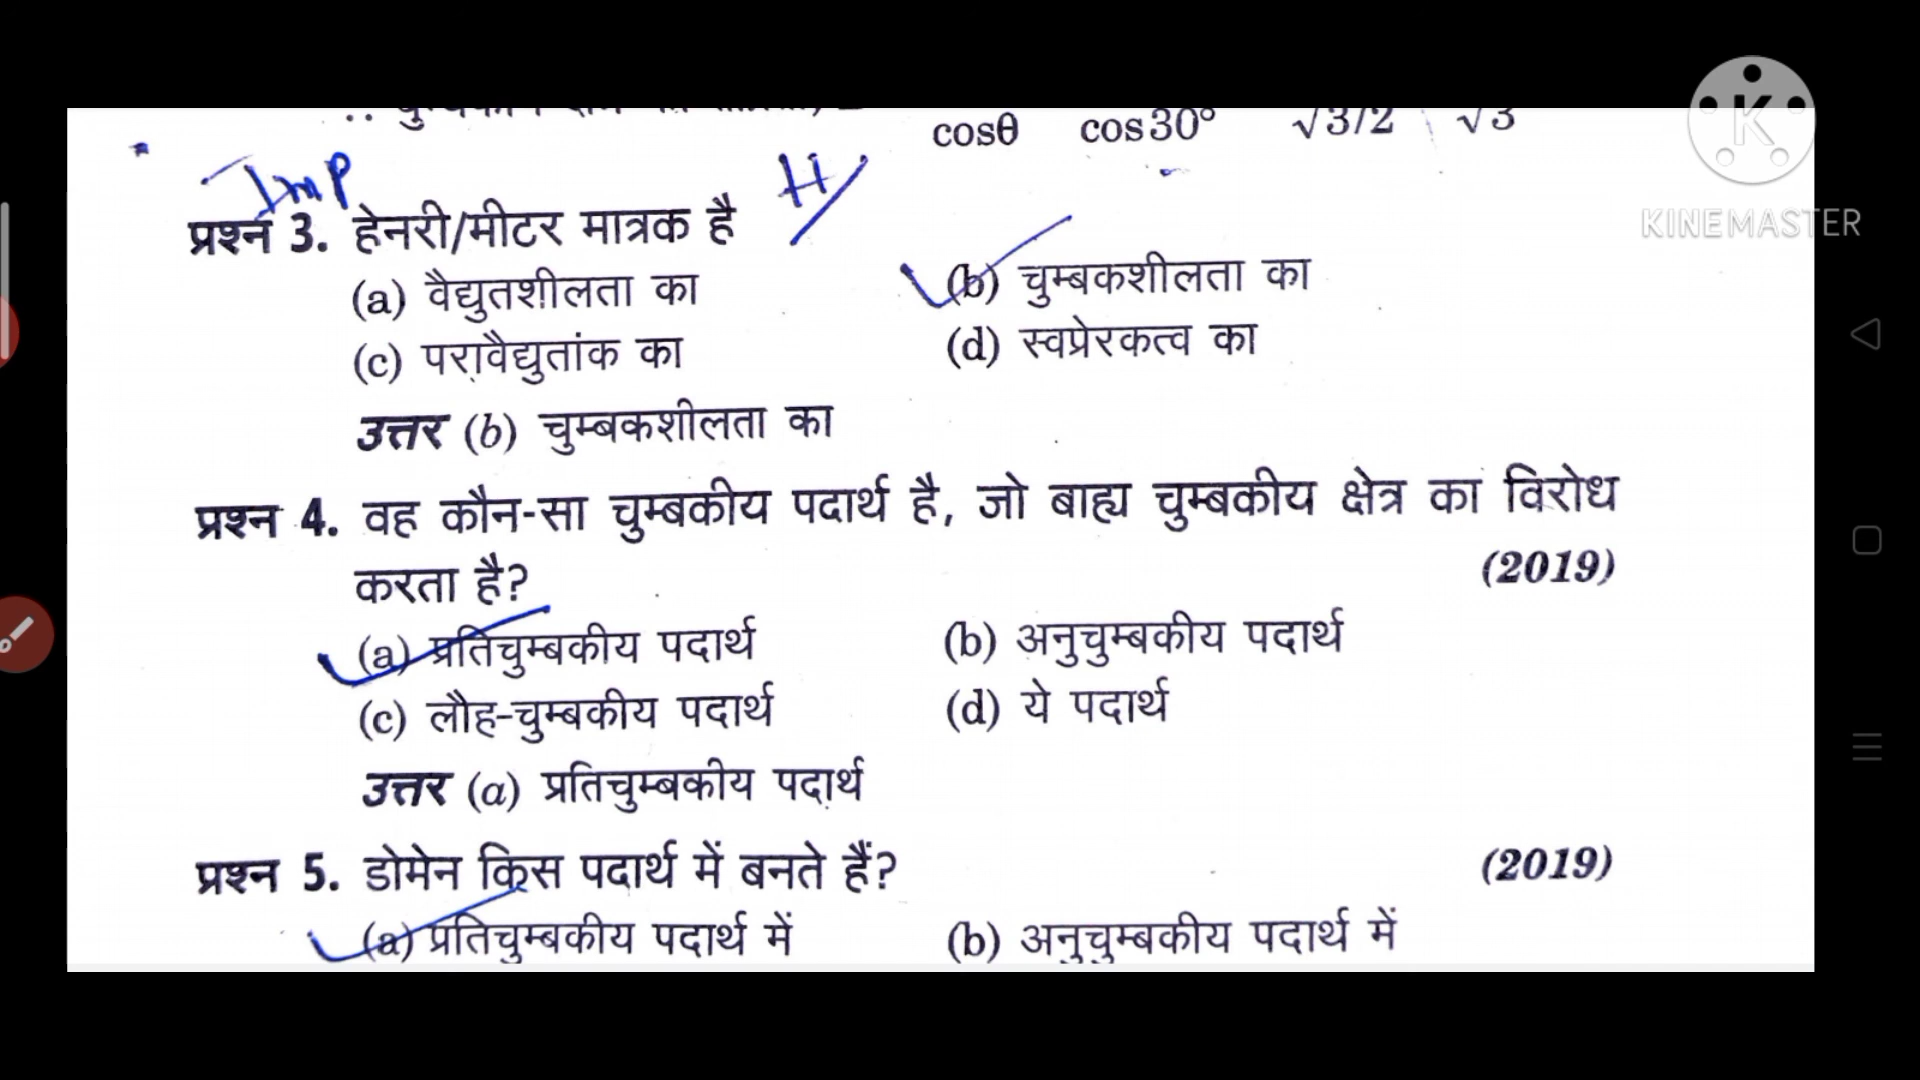 cosθ cos 30° √3/2 √3
Imp
H/
प्रश्न 3. हेनरी/मीटर मात्रक है
(a) वैद्युतशीलता का (b) चुम्बकशीलता का
(c) परावैद्युतांक का (d) स्वप्रेरकत्व का
उत्तर (b) चुम्बकशीलता का
प्रश्न 4. वह कौन-सा चुम्बकीय पदार्थ है, जो बाह्य चुम्बकीय क्षेत्र का विरोध
करता है? (2019)
(a) प्रतिचुम्बकीय पदार्थ (b) अनुचुम्बकीय पदार्थ
(c) लौह-चुम्बकीय पदार्थ (d) ये पदार्थ
उत्तर (a) प्रतिचुम्बकीय पदार्थ
प्रश्न 5. डोमेन किस पदार्थ में बनते हैं? (2019)
(a) प्रतिचुम्बकीय पदार्थ में (b) अनुचुम्बकीय पदार्थ में
K
KINEMASTER